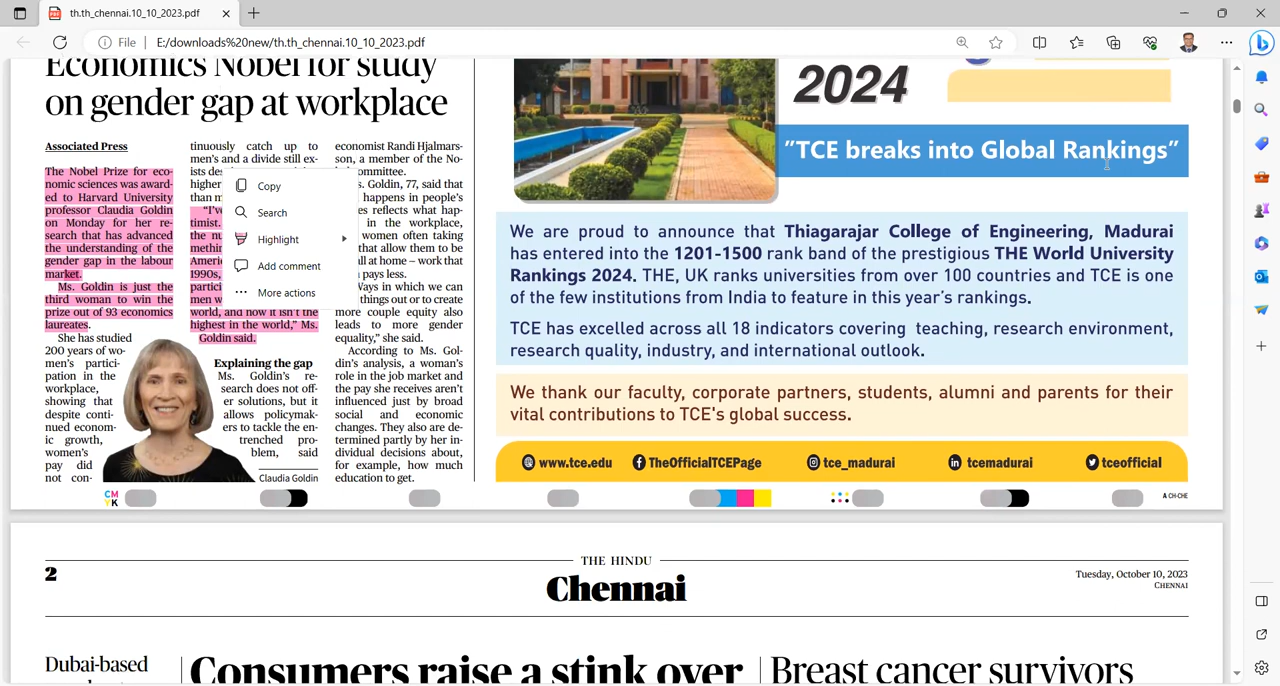 th.th_chennai.10_10_2023.pdf
File
E:/downloads%20new/th.th_chennai.10_10_2023.pdf
Economics Nobel for study
on gender gap at workplace
Associated Press
The Nobel Prize for eco-
nomic sciences was award-
ed to Harvard University
professor Claudia Goldin
on Monday for her re-
search that has advanced
the understanding of the
gender gap in the labour
market.
Ms. Goldin is just the
third woman to win the
prize out of 93 economics
laureates.
She has studied
200 years of wo-
men's partici-
pation in the
workplace,
showing that
despite conti-
nued econom-
ic growth,
women's
pay did
not con-
tinuously catch up to
men's and a divide still ex-
ists
higher
than m
timist.
the
Ameri
1990s,
partici
men w
world, and now it isn't the
highest in the world," Ms.
Goldin said.
Explaining the gap
Ms. Goldin's re-
search does not off-
er solutions, but it
allows policymak-
ers to tackle the en-
trenched pro-
blem, said
Claudia Goldin
Copy
Search
Highlight
Add comment
More actions
economist Randi Hjalmars-
son, a member of the No-
ommittee.
s. Goldin, 77, said that
happens in people's
es reflects what hap-
in the workplace,
women often taking
that allow them to be
all at home – work that
pays less.
Ways in which we can
things out or to create
more couple equity also
leads to more gender
equality," she said.
According to Ms. Gol-
din's analysis, a woman's
role in the job market and
the pay she receives aren't
influenced just by broad
social and economic
changes. They also are de-
termined partly by her in-
dividual decisions about,
for example, how much
education to get.
2024
"TCE breaks into Global Rankings"
We are proud to announce that Thiagarajar College of Engineering, Madurai
has entered into the 1201-1500 rank band of the prestigious THE World University
Rankings 2024. THE, UK ranks universities from over 100 countries and TCE is one
of the few institutions from India to feature in this year's rankings.
TCE has excelled across all 18 indicators covering teaching, research environment,
research quality, industry, and international outlook.
We thank our faculty, corporate partners, students, alumni and parents for their
vital contributions to TCE's global success.
www.tce.edu TheOfficialTCEPage tce_madurai tcemadurai tceofficial
CM
YK
A CH-CHE
2
THE HINDU
Chennai
Tuesday, October 10, 2023
CHENNAI
Dubai-based
Consumers raise a stink over
Breast cancer survivors